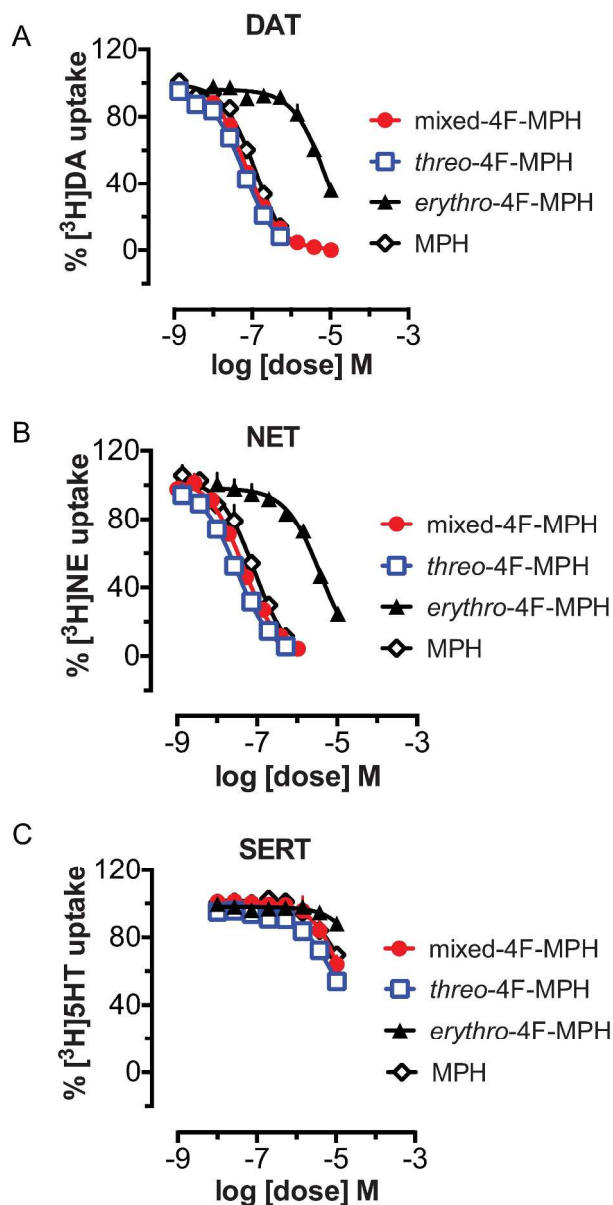 A
DAT
% [³H]DA uptake
120
80
40
0
-9
-7
-5
-3
log [dose] M
mixed-4F-MPH
threo-4F-MPH
erythro-4F-MPH
MPH
B
NET
% [³H]NE uptake
120
80
40
0
-9
-7
-5
-3
log [dose] M
mixed-4F-MPH
threo-4F-MPH
erythro-4F-MPH
MPH
C
SERT
% [³H]5HT uptake
120
80
40
0
-9
-7
-5
-3
log [dose] M
mixed-4F-MPH
threo-4F-MPH
erythro-4F-MPH
MPH